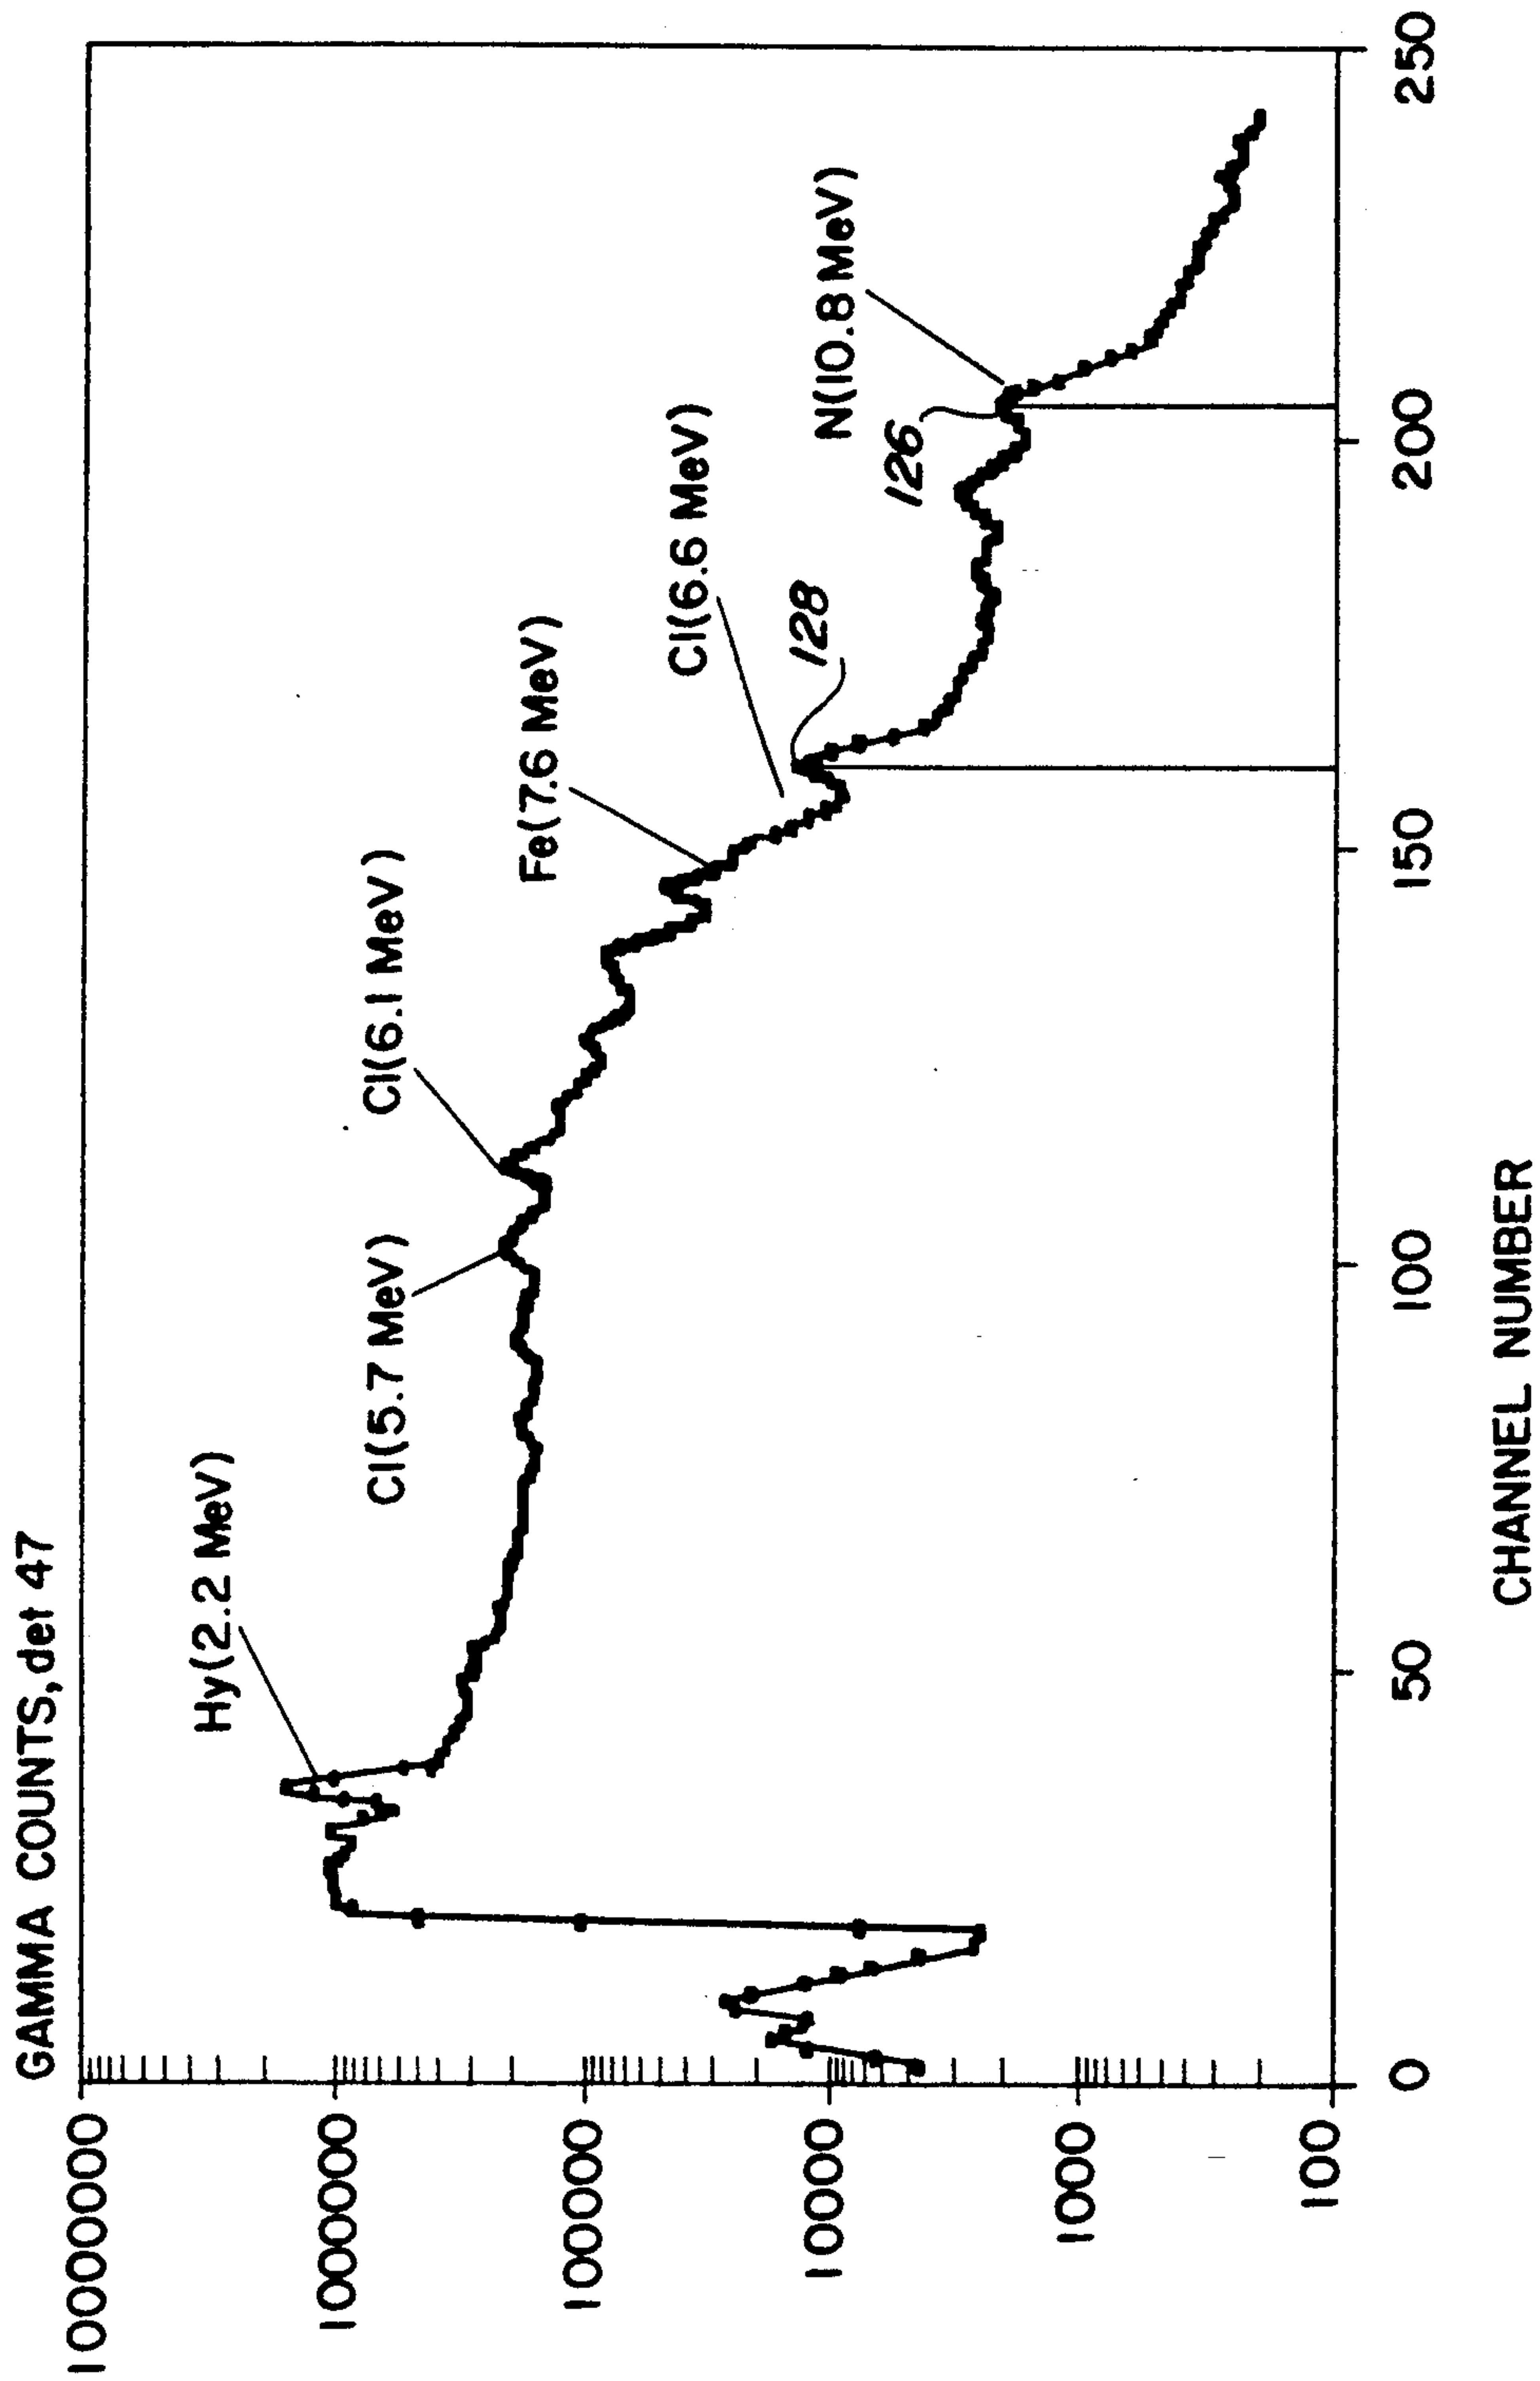 GAMMA COUNTS, det 47
10000000
1000000
100000
10000
1000
100
Hy(2.2 MeV)
Cl(5.7 MeV)
Cl(6.1 MeV)
Fe(7.6 MeV)
Cl(6.6 MeV)
128
N(10.8 MeV)
126
0
50
100
150
200
250
CHANNEL NUMBER